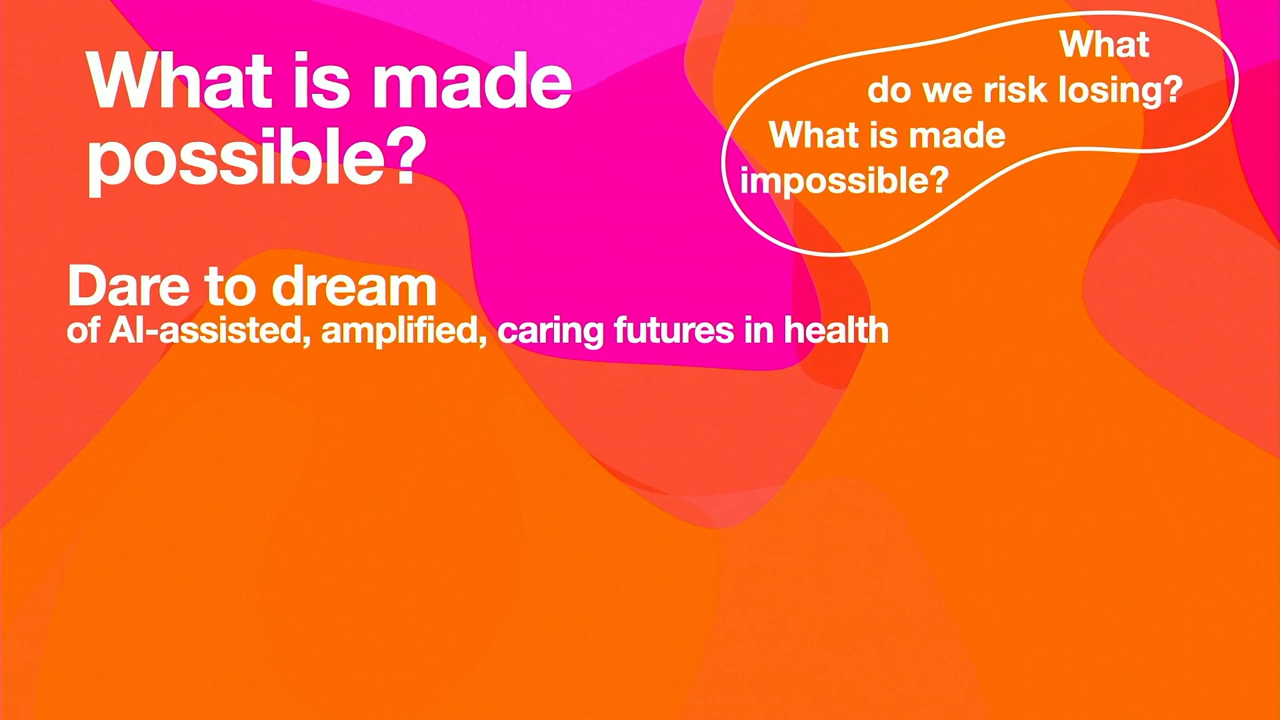 What is made
possible?
What
do we risk losing?
What is made
impossible?
Dare to dream
of AI-assisted, amplified, caring futures in health